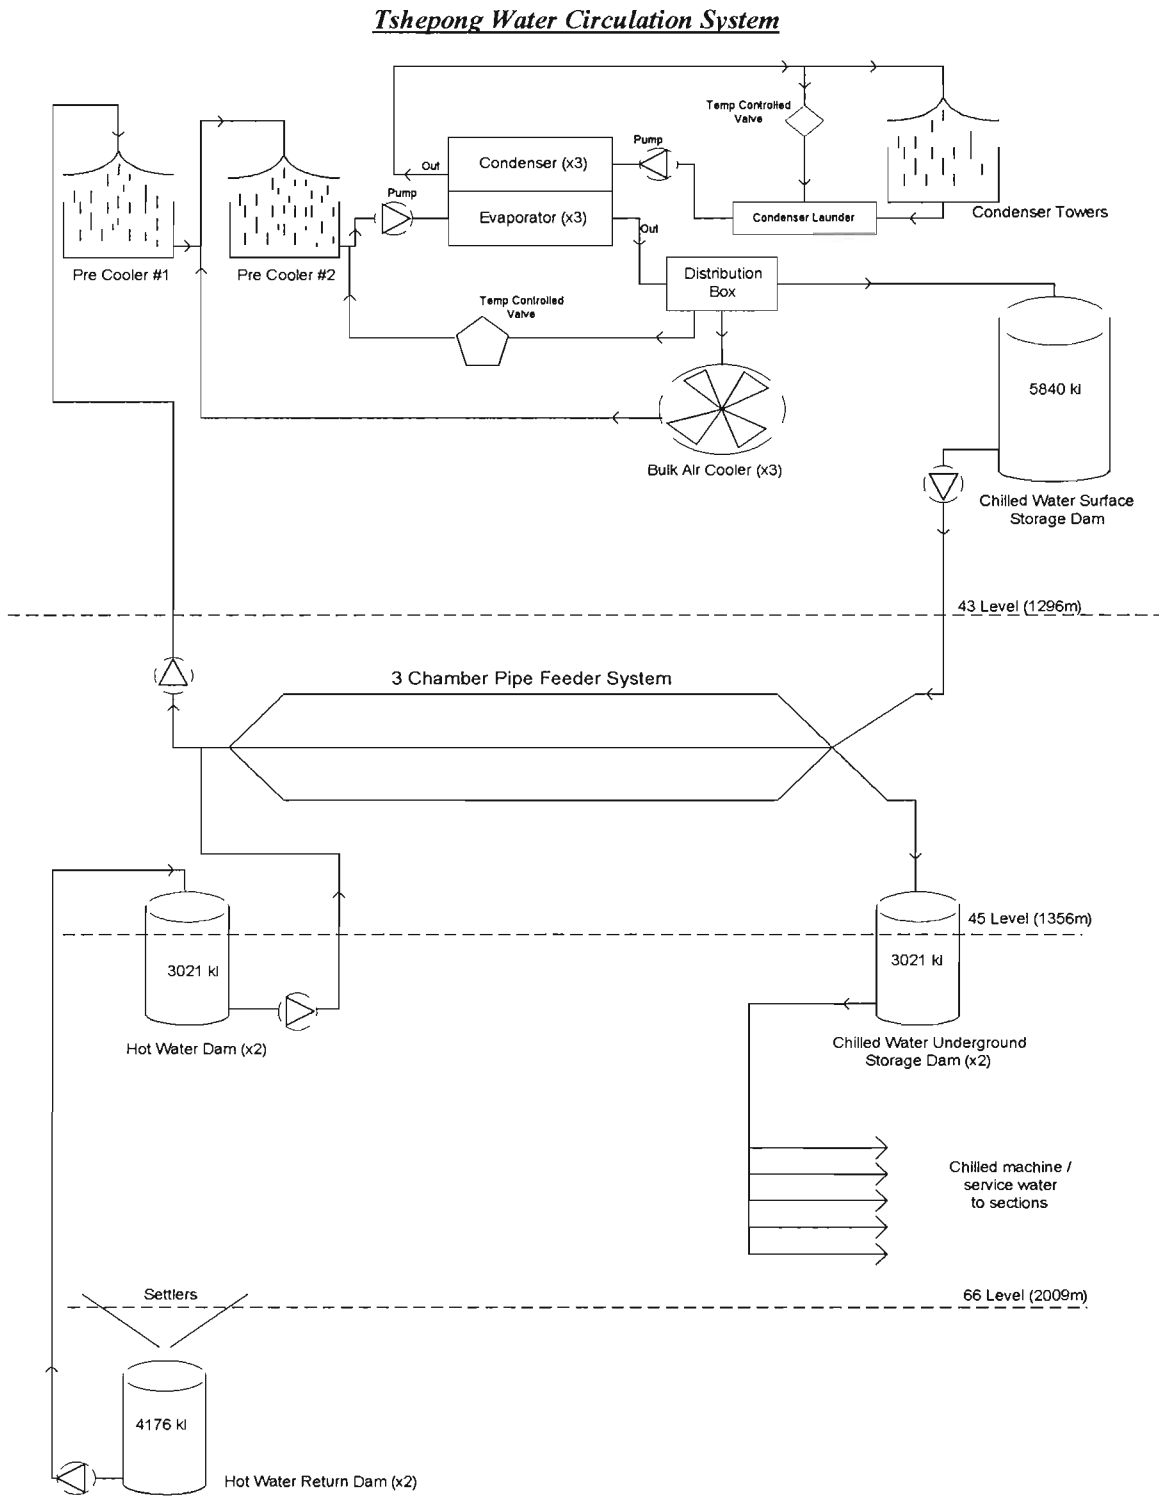 Tshepong Water Circulation System
Temp Controlled
Valve
Pump
Out
Condenser (x3)
Condenser Launder
Condenser Towers
Pump
Evaporator (x3)
Out
Pre Cooler #1
Pre Cooler #2
Distribution
Box
Temp Controlled
Valve
5840 kl
Bulk Air Cooler (x3)
Chilled Water Surface
Storage Dam
43 Level (1296m)
3 Chamber Pipe Feeder System
45 Level (1356m)
3021 kl
3021 kl
Hot Water Dam (x2)
Chilled Water Underground
Storage Dam (x2)
Chilled machine /
service water
to sections
Settlers
66 Level (2009m)
4176 kl
Hot Water Return Dam (x2)